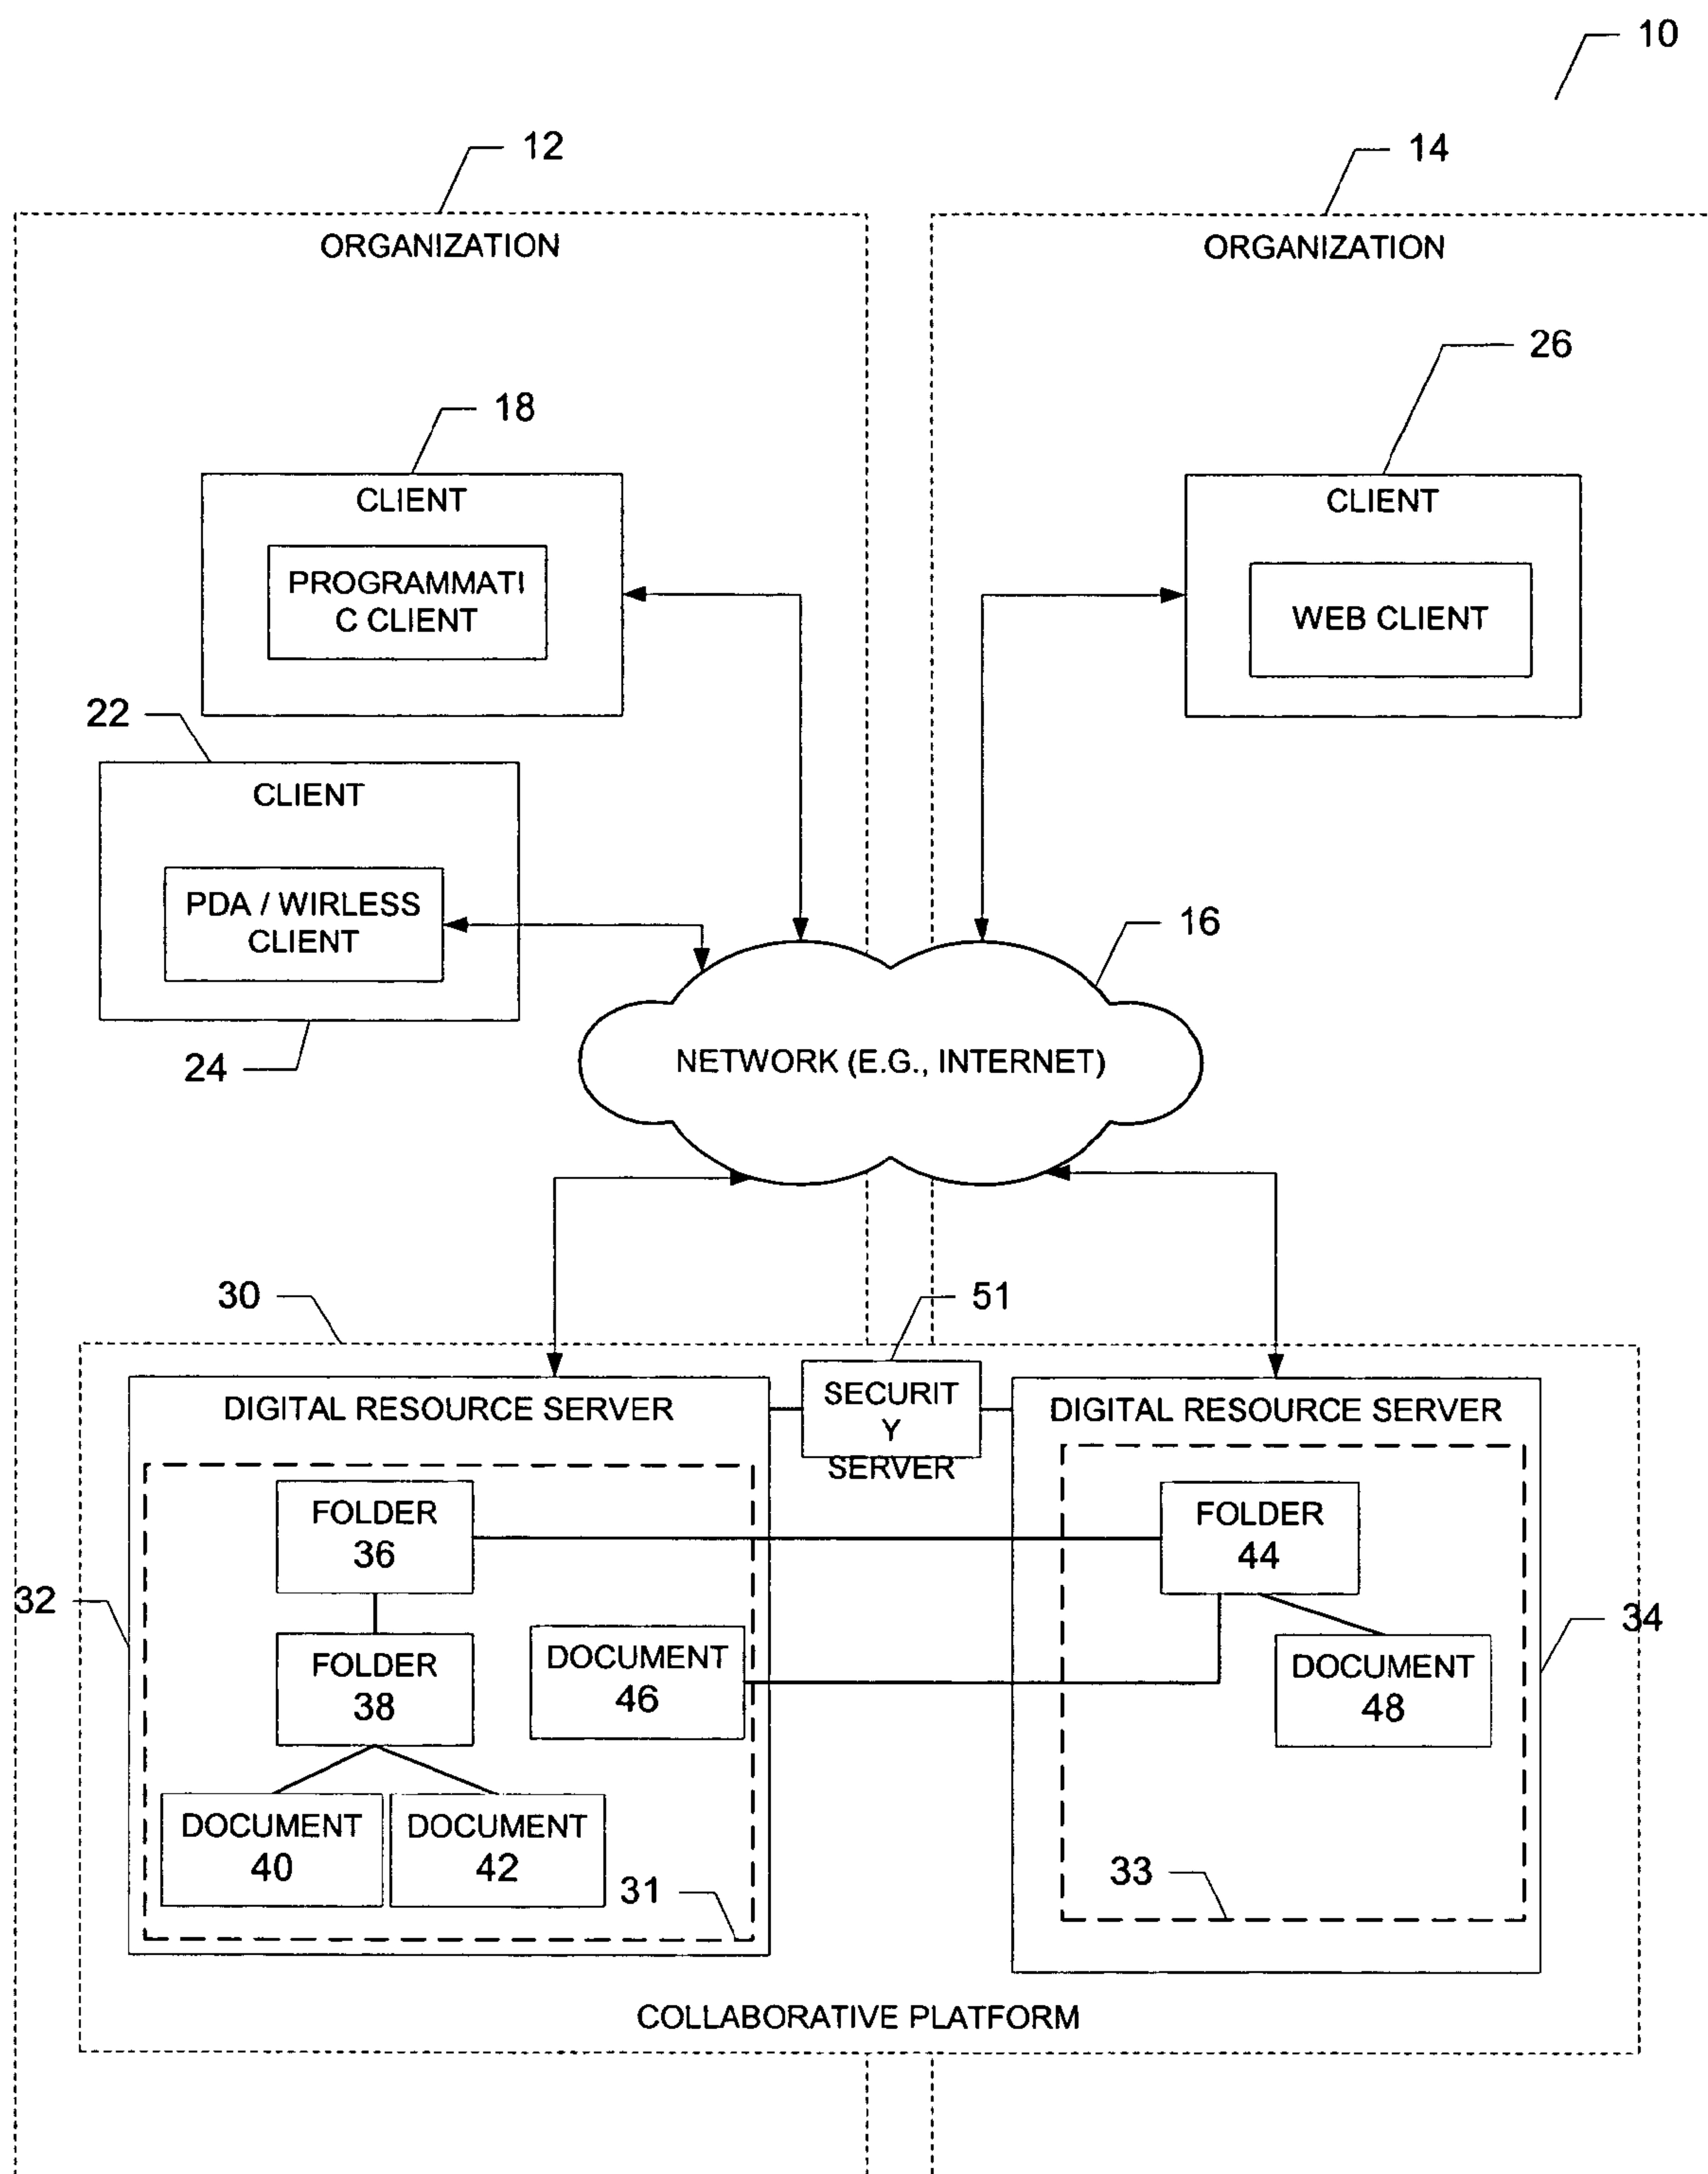 10
12
14
ORGANIZATION
ORGANIZATION
26
18
CLIENT
PROGRAMMATI
C CLIENT
CLIENT
WEB CLIENT
22
CLIENT
PDA / WIRLESS
CLIENT
24
16
NETWORK (E.G., INTERNET)
30
51
DIGITAL RESOURCE SERVER
SECURIT
Y
SERVER
DIGITAL RESOURCE SERVER
FOLDER
36
FOLDER
44
32
34
FOLDER
38
DOCUMENT
46
DOCUMENT
48
DOCUMENT
40
DOCUMENT
42
31
33
COLLABORATIVE PLATFORM